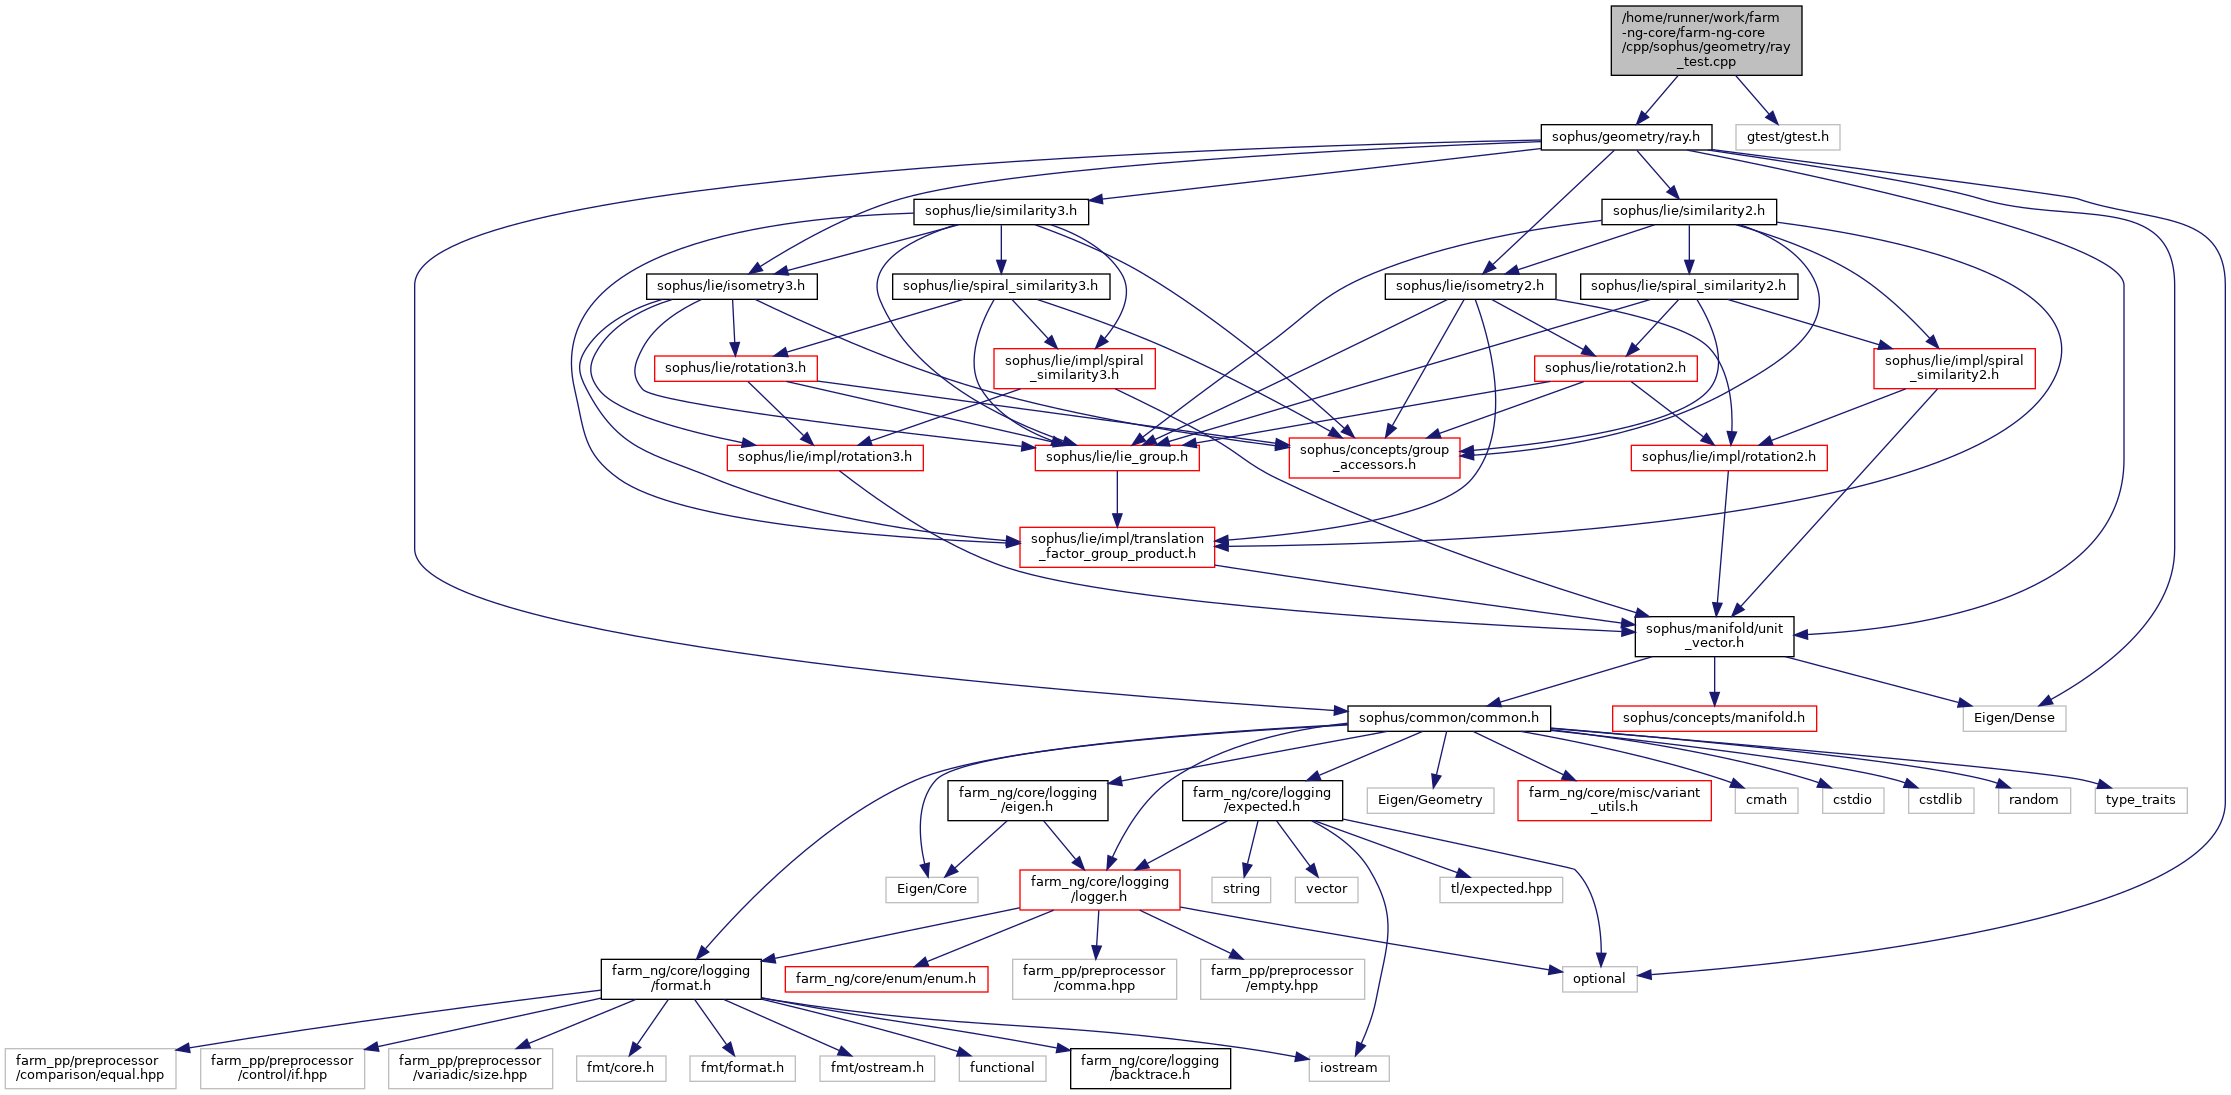 /home/runner/work/farm
-ng-core/farm-ng-core
/cpp/sophus/geometry/ray
_test.cpp
sophus/geometry/ray.h
gtest/gtest.h
sophus/lie/similarity3.h
sophus/lie/similarity2.h
sophus/lie/isometry3.h
sophus/lie/spiral_similarity3.h
sophus/lie/isometry2.h
sophus/lie/spiral_similarity2.h
sophus/lie/rotation3.h
sophus/lie/impl/spiral
_similarity3.h
sophus/lie/rotation2.h
sophus/lie/impl/spiral
_similarity2.h
sophus/lie/impl/rotation3.h
sophus/lie/lie_group.h
sophus/concepts/group
_accessors.h
sophus/lie/impl/rotation2.h
sophus/lie/impl/translation
_factor_group_product.h
sophus/manifold/unit
_vector.h
sophus/common/common.h
sophus/concepts/manifold.h
Eigen/Dense
farm_ng/core/logging
/eigen.h
farm_ng/core/logging
/expected.h
Eigen/Geometry
farm_ng/core/misc/variant
_utils.h
cmath
cstdio
cstdlib
random
type_traits
Eigen/Core
farm_ng/core/logging
/logger.h
string
vector
tl/expected.hpp
farm_ng/core/logging
/format.h
farm_ng/core/enum/enum.h
farm_pp/preprocessor
/comma.hpp
farm_pp/preprocessor
/empty.hpp
optional
farm_pp/preprocessor
/comparison/equal.hpp
farm_pp/preprocessor
/control/if.hpp
farm_pp/preprocessor
/variadic/size.hpp
fmt/core.h
fmt/format.h
fmt/ostream.h
functional
farm_ng/core/logging
/backtrace.h
iostream